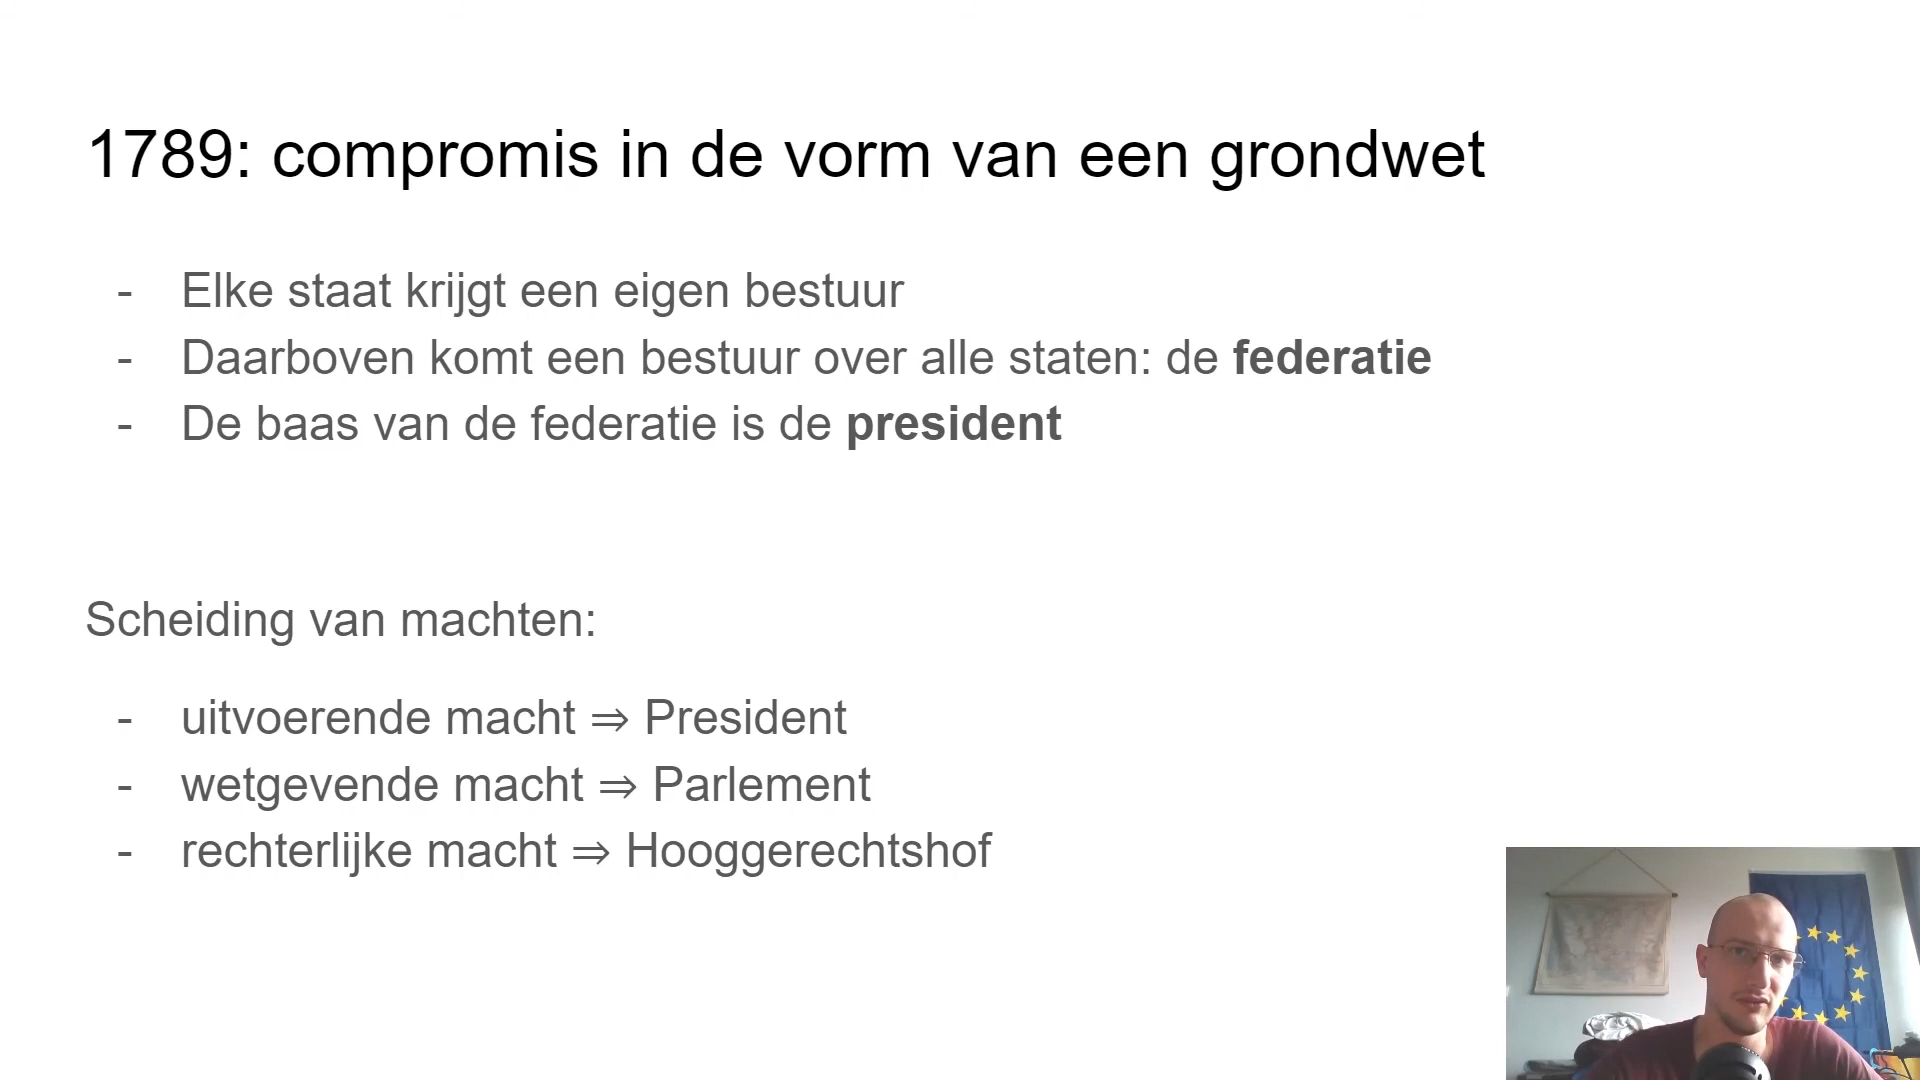 1789: compromis in de vorm van een grondwet
- Elke staat krijgt een eigen bestuur
- Daarboven komt een bestuur over alle staten: de federatie
- De baas van de federatie is de president
Scheiding van machten:
- uitvoerende macht ⇒ President
- wetgevende macht ⇒ Parlement
- rechterlijke macht ⇒ Hooggerechtshof